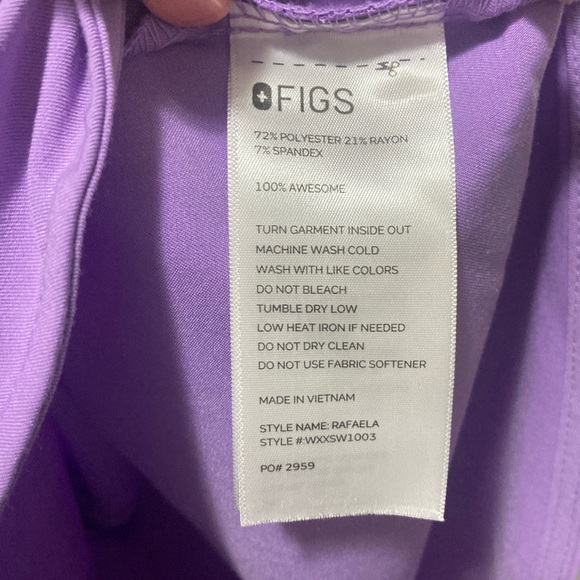 FIGS
72% POLYESTER 21% RAYON
7% SPANDEX
100% AWESOME
TURN GARMENT INSIDE OUT
MACHINE WASH COLD
WASH WITH LIKE COLORS
DO NOT BLEACH
TUMBLE DRY LOW
LOW HEAT IRON IF NEEDED
DO NOT DRY CLEAN
DO NOT USE FABRIC SOFTENER
MADE IN VIETNAM
STYLE NAME: RAFAELA
STYLE #:WXXSW1003
PO# 2959